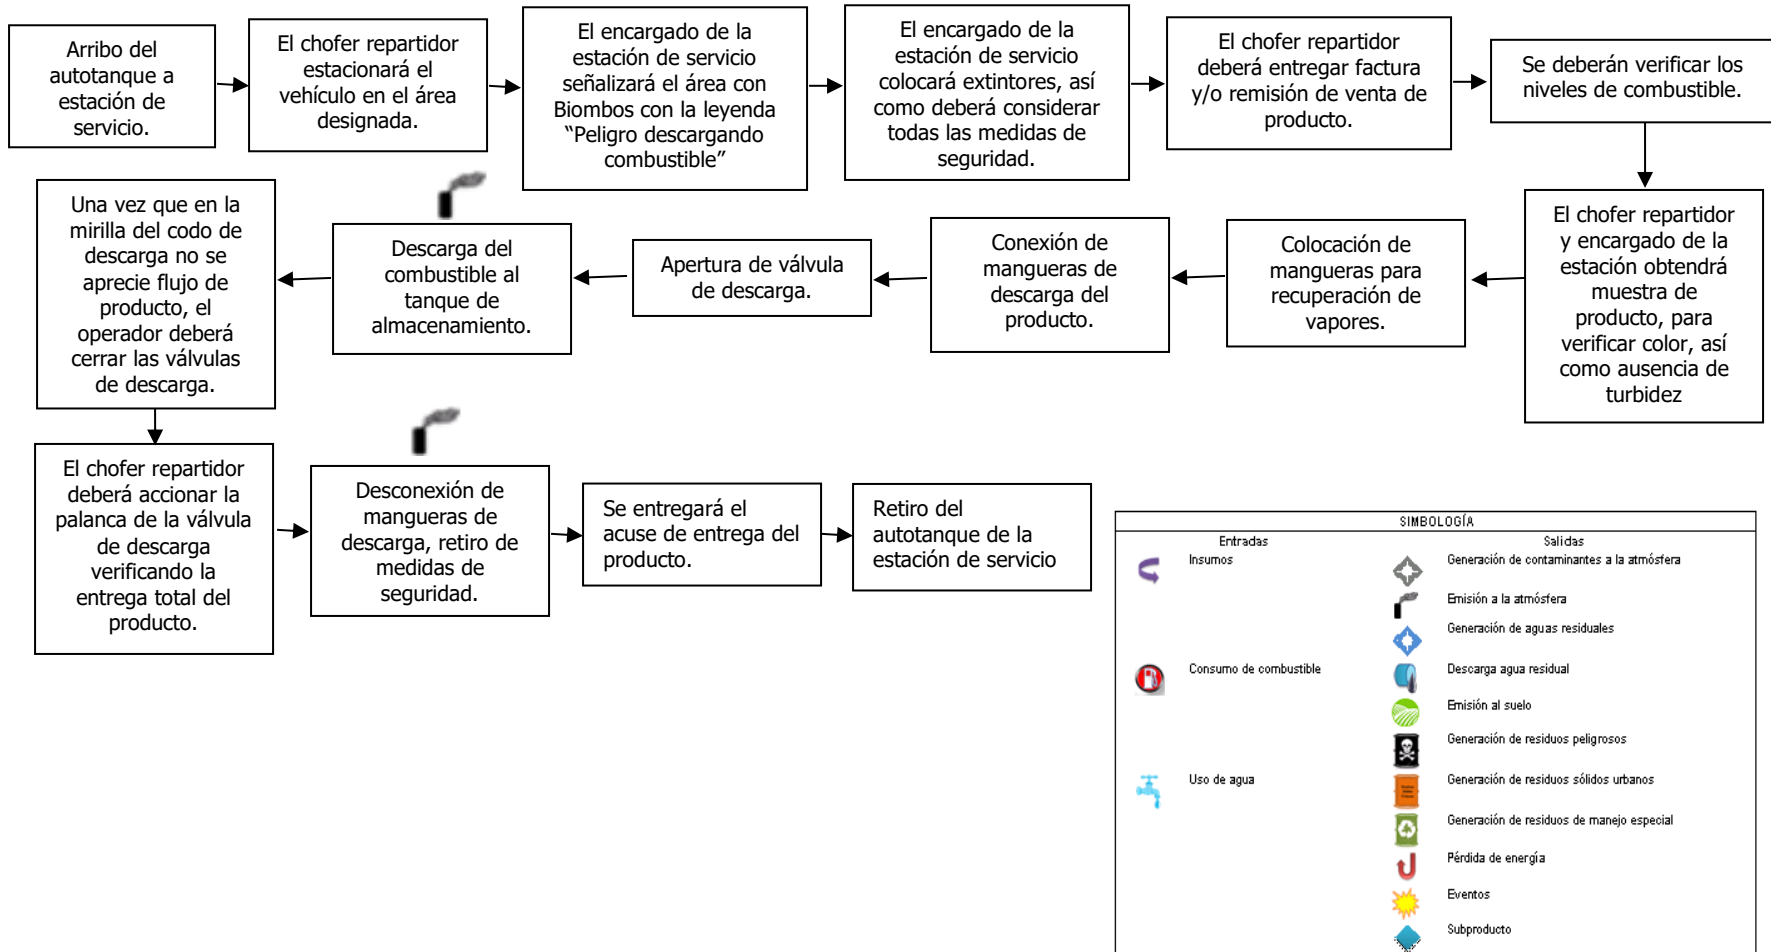 Arribo del
autotanque a
estación de
servicio.
El chofer repartidor
estacionará el
vehículo en el área
designada.
El encargado de la
estación de servicio
señalizará el área con
Biombos con la leyenda
“Peligro descargando
combustible”
El encargado de la
estación de servicio
colocará extintores, así
como deberá considerar
todas las medidas de
seguridad.
El chofer repartidor
deberá entregar factura
y/o remisión de venta de
producto.
Se deberán verificar los
niveles de combustible.
El chofer repartidor
y encargado de la
estación obtendrá
muestra de
producto, para
verificar color, así
como ausencia de
turbidez
Colocación de
mangueras para
recuperación de
vapores.
Conexión de
mangueras de
descarga del
producto.
Apertura de válvula
de descarga.
Descarga del
combustible al
tanque de
almacenamiento.
Una vez que en la
mirilla del codo de
descarga no se
aprecie flujo de
producto, el
operador deberá
cerrar las válvulas
de descarga.
El chofer repartidor
deberá accionar la
palanca de la válvula
de descarga
verificando la
entrega total del
producto.
Desconexión de
mangueras de
descarga, retiro de
medidas de
seguridad.
Se entregará el
acuse de entrega del
producto.
Retiro del
autotanque de la
estación de servicio
SIMBOLOGÍA
Entradas
Salidas
Insumos
Generación de contaminantes a la atmósfera
Emisión a la atmósfera
Generación de aguas residuales
Consumo de combustible
Descarga agua residual
Emisión al suelo
Generación de residuos peligrosos
Uso de agua
Generación de residuos sólidos urbanos
Generación de residuos de manejo especial
Pérdida de energía
Eventos
Subproducto